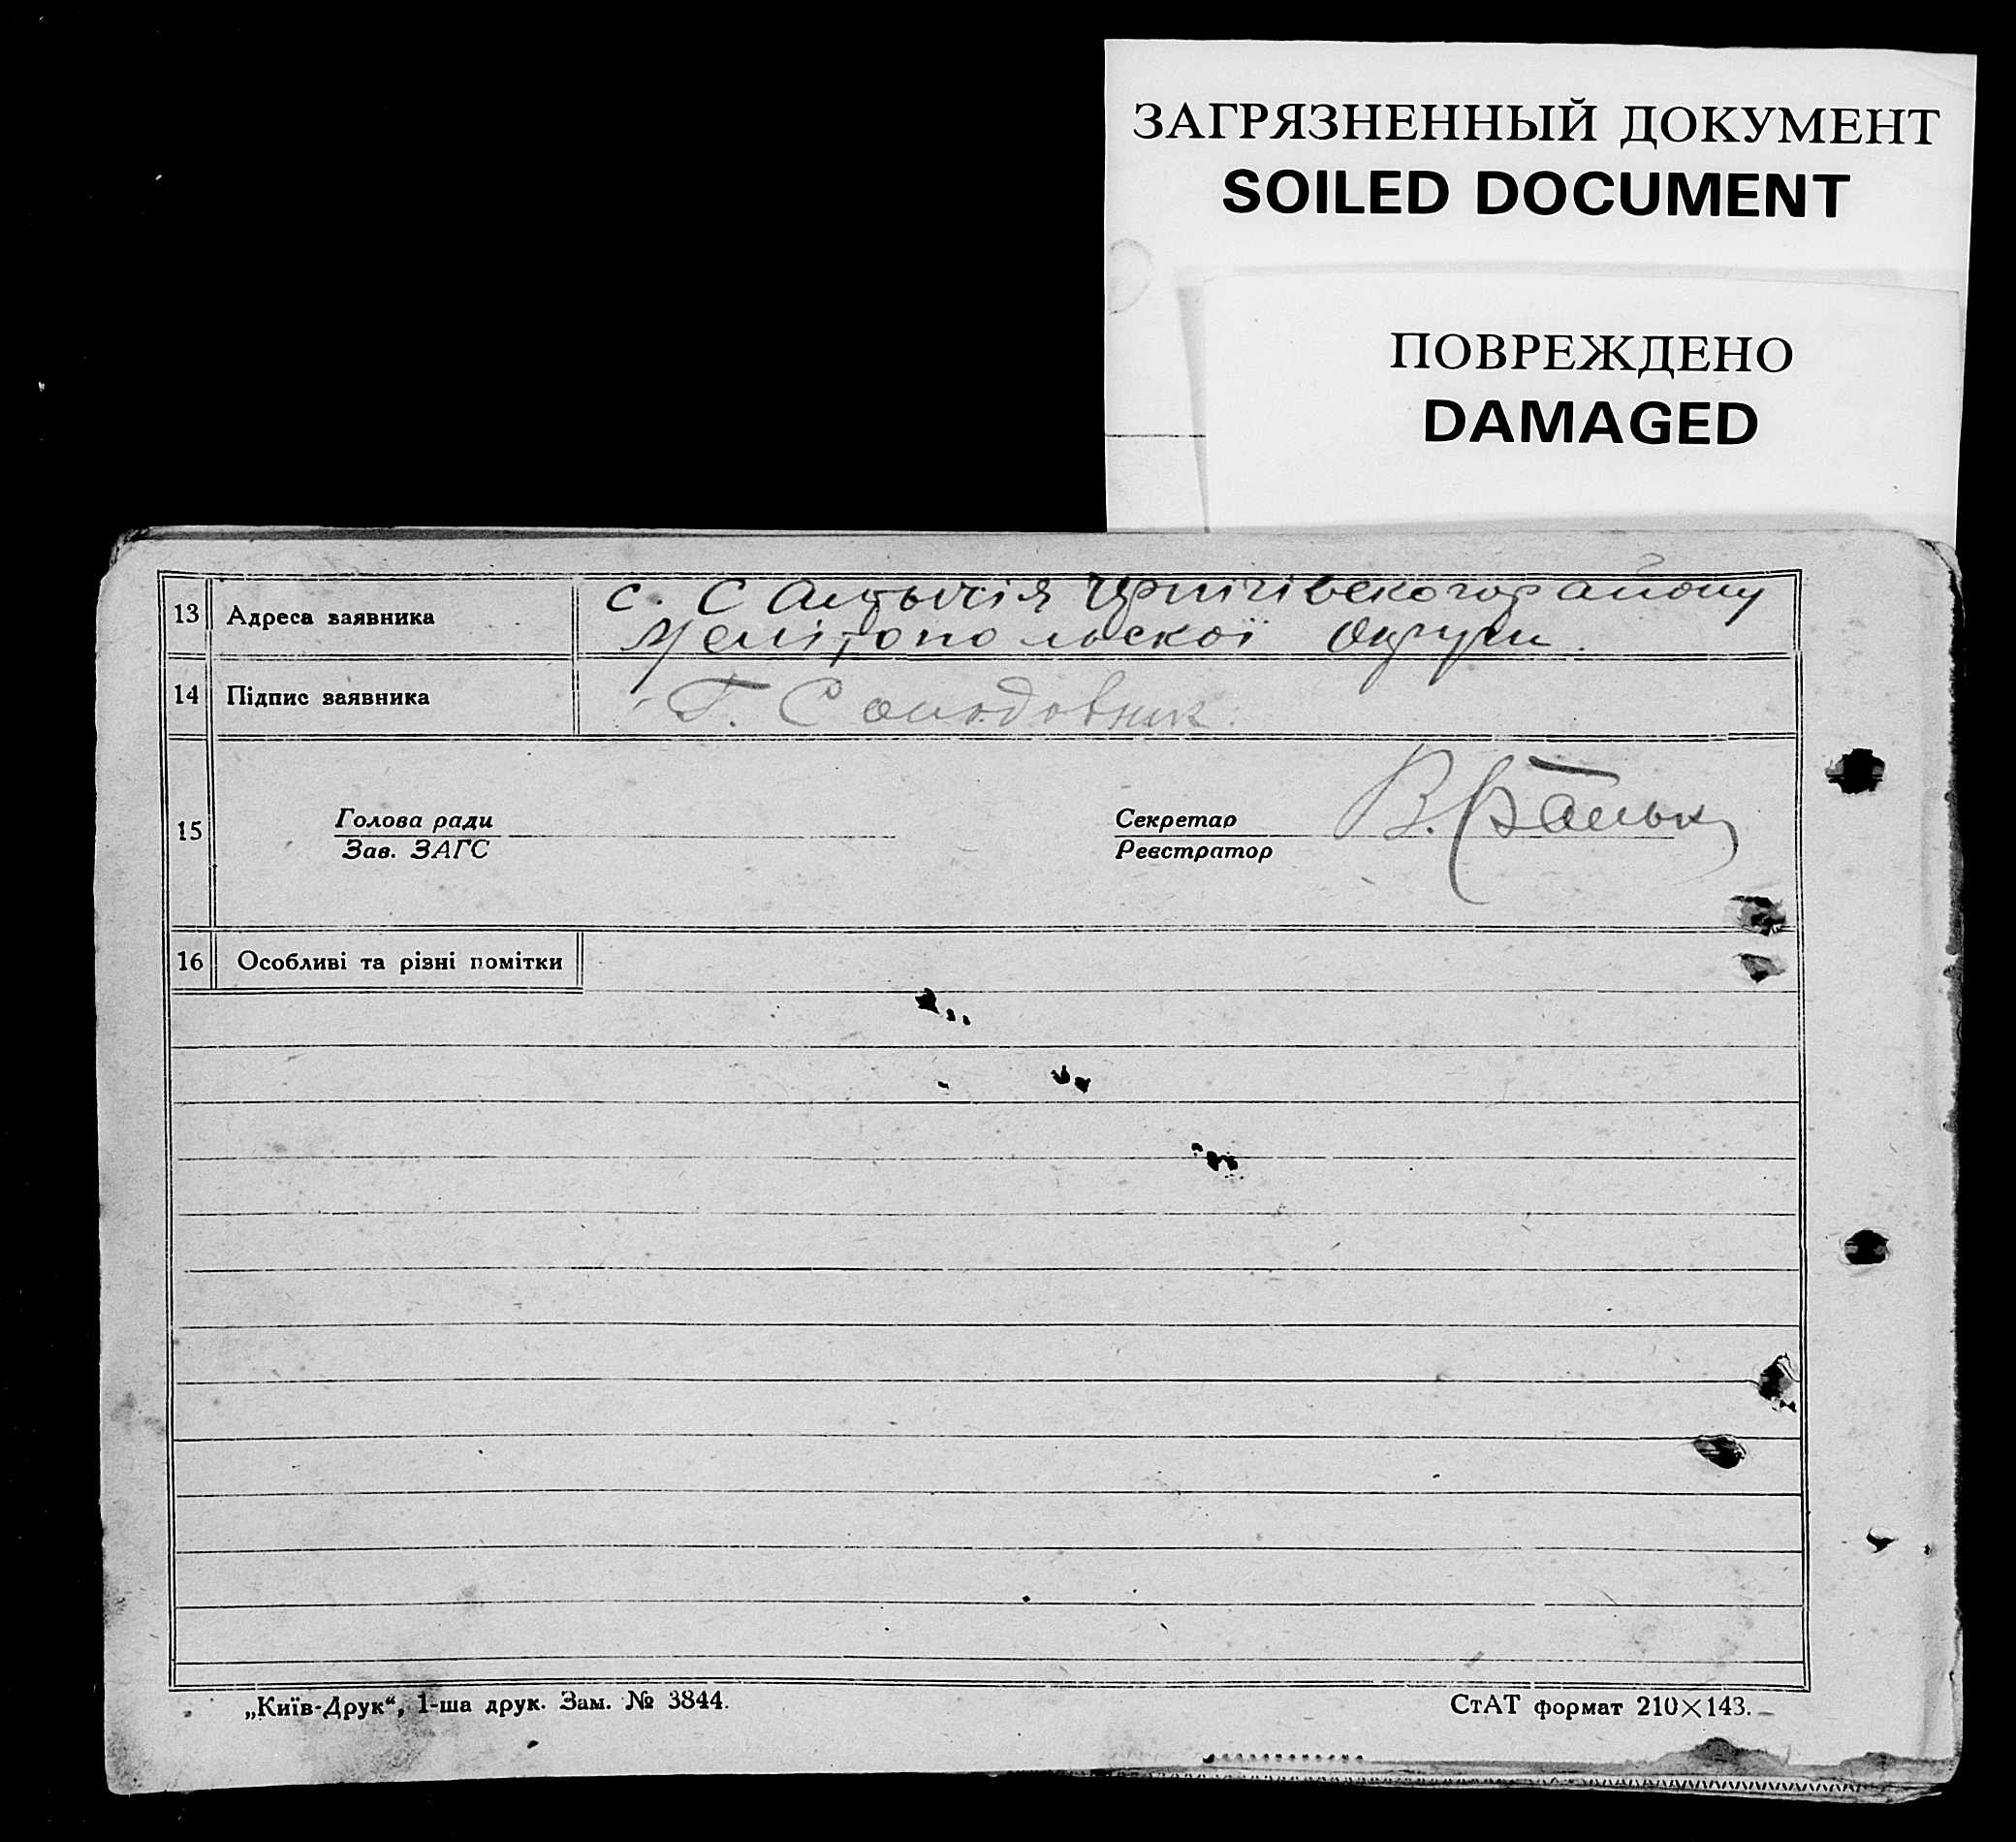 ЗАГРЯЗНЕННЫЙ ДОКУМЕНТ
SOILED DOCUMENT
ПОВРЕЖДЕНО
DAMAGED
13 Адреса заявника с. Салтичія Чернігівского району
Мелітопольскої Округи.
14 Підпис заявника Г. Солодовник.
15 Голова ради
Зав. ЗАГС
Секретар В.
Реєстратор
16 Особливі та різні помітки
„Київ-Друк“, 1-ша друк. Зам. № 3844.
СтАТ формат 210×143.